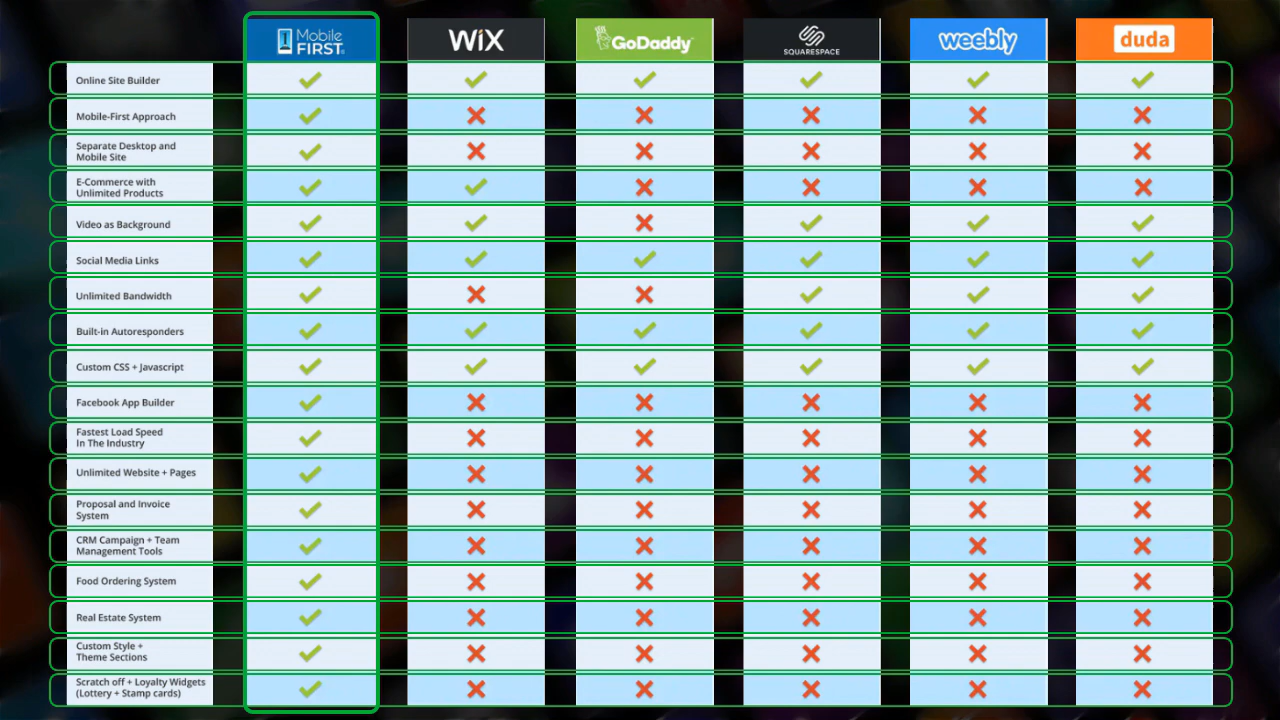 Mobile
FIRST
WiX
GoDaddy
SQUARESPACE
weebly
duda
Online Site Builder
Mobile-First Approach
Separate Desktop and
Mobile Site
E-Commerce with
Unlimited Products
Video as Background
Social Media Links
Unlimited Bandwidth
Built-in Autoresponders
Custom CSS + Javascript
Facebook App Builder
Fastest Load Speed
In The Industry
Unlimited Website + Pages
Proposal and Invoice
System
CRM Campaign + Team
Management Tools
Food Ordering System
Real Estate System
Custom Style +
Theme Sections
Scratch off + Loyalty Widgets
(Lottery + Stamp cards)